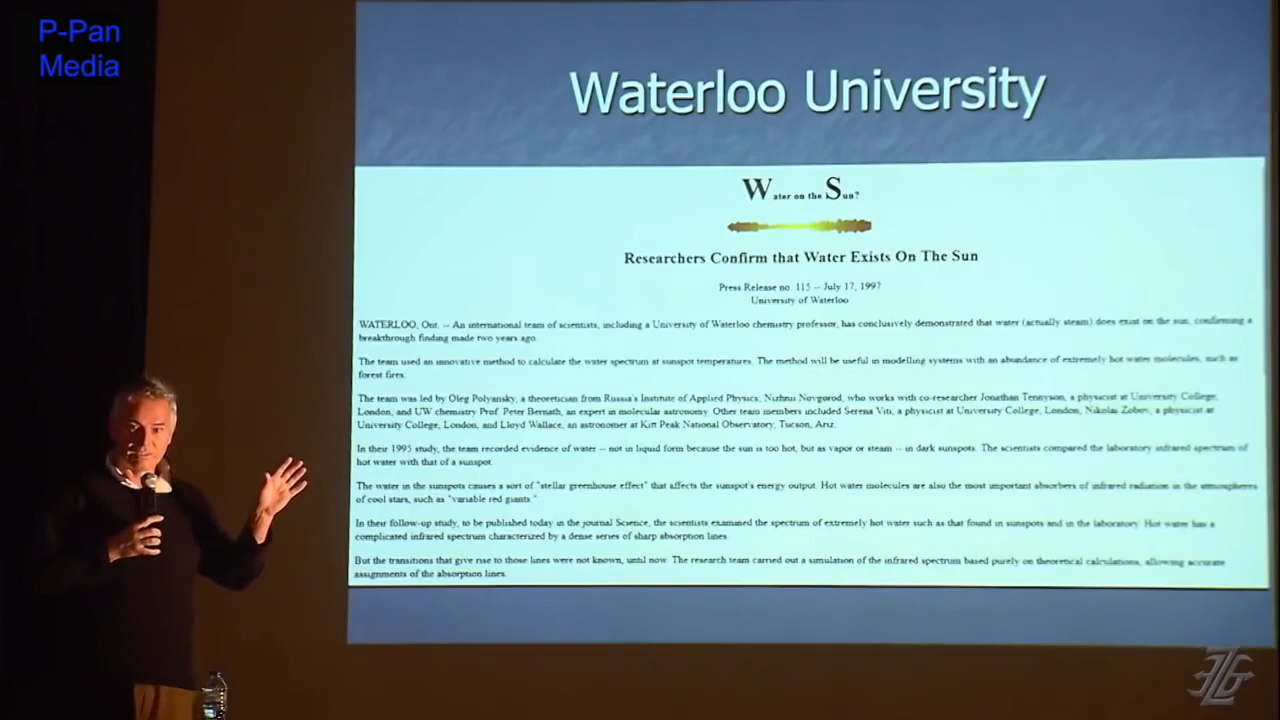 P-Pan
Media
Waterloo University
Water on the Sun?
Researchers Confirm that Water Exists On The Sun
Press Release no. 115 -- July 17, 1997
University of Waterloo
WATERLOO, Ont. -- An international team of scientists, including a University of Waterloo chemistry professor, has conclusively demonstrated that water (actually steam) does exist on the sun, confirming a
breakthrough finding made two years ago.
The team used an innovative method to calculate the water spectrum at sunspot temperatures. The method will be useful in modelling systems with an abundance of extremely hot water molecules, such as
forest fires.
The team was led by Oleg Polyansky, a theoretician from Russia's Institute of Applied Physics, Nizhnii Novgorod, who works with co-researcher Jonathan Tennyson, a physicist at University College,
London, and UW chemistry Prof. Peter Bernath, an expert in molecular astronomy. Other team members included Serena Viti, a physicist at University College, London, Nikolai Zobov, a physicist at
University College, London, and Lloyd Wallace, an astronomer at Kitt Peak National Observatory, Tucson, Ariz.
In their 1995 study, the team recorded evidence of water -- not in liquid form because the sun is too hot, but as vapor or steam -- in dark sunspots. The scientists compared the laboratory infrared spectrum of
hot water with that of a sunspot.
The water in the sunspots causes a sort of "stellar greenhouse effect" that affects the sunspot's energy output. Hot water molecules are also the most important absorbers of infrared radiation in the atmospheres
of cool stars, such as "variable red giants."
In their follow-up study, to be published today in the journal Science, the scientists examined the spectrum of extremely hot water such as that found in sunspots and in the laboratory. Hot water has a
complicated infrared spectrum characterized by a dense series of sharp absorption lines.
But the transitions that give rise to those lines were not known, until now. The research team carried out a simulation of the infrared spectrum based purely on theoretical calculations, allowing accurate
assignments of the absorption lines.